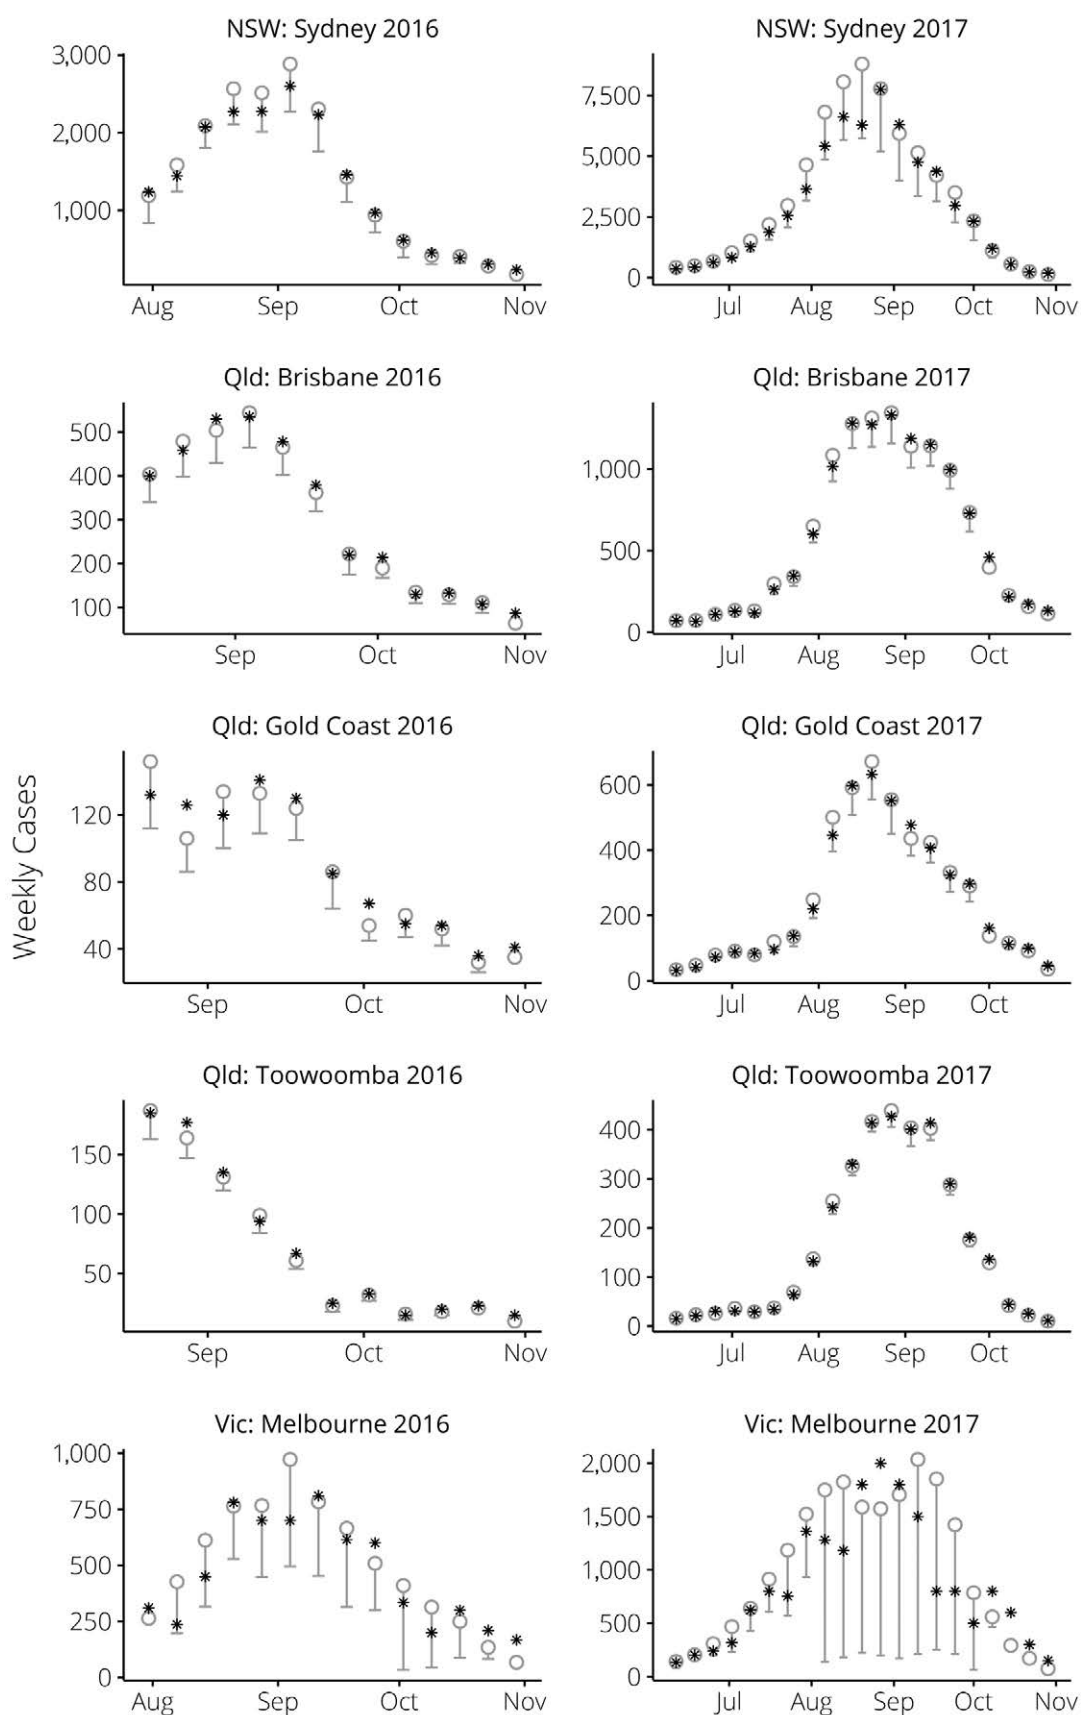 NSW: Sydney 2016
3,000
2,000
1,000
Aug Sep Oct Nov
NSW: Sydney 2017
7,500
5,000
2,500
0
Jul Aug Sep Oct Nov
Qld: Brisbane 2016
500
400
300
200
100
Sep Oct Nov
Qld: Brisbane 2017
1,000
500
0
Jul Aug Sep Oct
Weekly Cases
Qld: Gold Coast 2016
120
80
40
Sep Oct Nov
Qld: Gold Coast 2017
600
400
200
0
Jul Aug Sep Oct
Qld: Toowoomba 2016
150
100
50
Sep Oct Nov
Qld: Toowoomba 2017
400
300
200
100
0
Jul Aug Sep Oct
Vic: Melbourne 2016
1,000
750
500
250
0
Aug Sep Oct Nov
Vic: Melbourne 2017
2,000
1,500
1,000
500
0
Jul Aug Sep Oct Nov